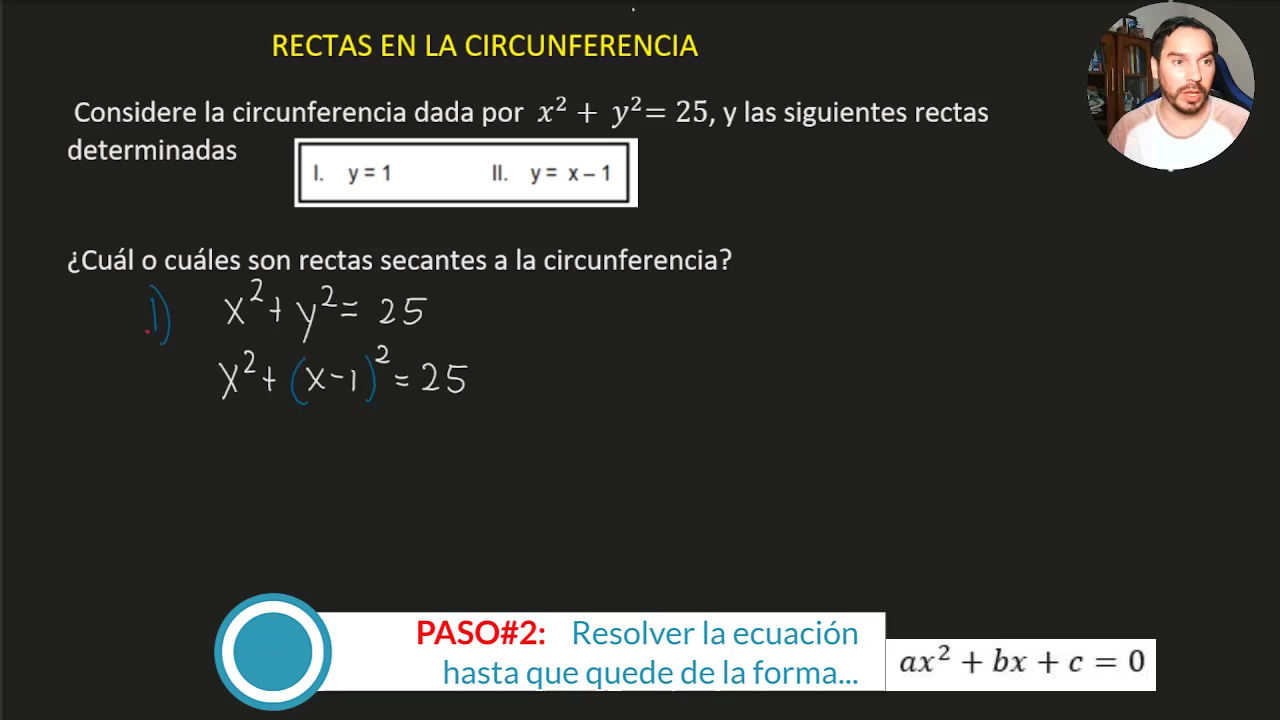 RECTAS EN LA CIRCUNFERENCIA
Considere la circunferencia dada por x² + y² = 25, y las siguientes rectas
determinadas
I. y = 1 II. y = x – 1
¿Cuál o cuáles son rectas secantes a la circunferencia?
1) x² + y² = 25
x² + (x - 1)² = 25
PASO#2: Resolver la ecuación
hasta que quede de la forma...
ax² + bx + c = 0